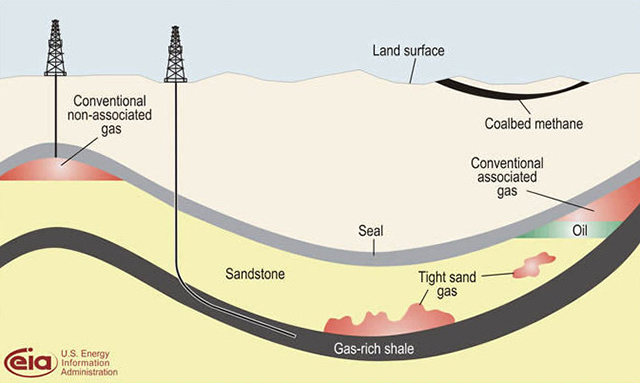 Land surface
Conventional
non-associated
gas
Coalbed methane
Conventional
associated
gas
Seal
Oil
Sandstone
Tight sand
gas
Gas-rich shale
eia
U.S. Energy
Information
Administration